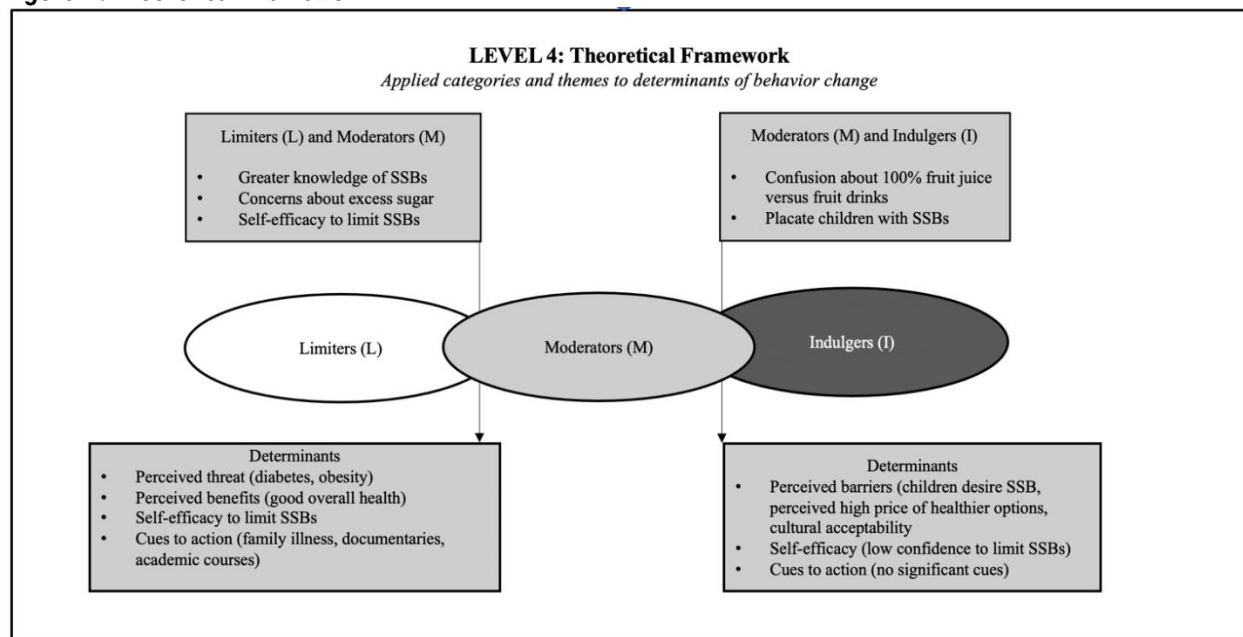 LEVEL 4: Theoretical Framework
Applied categories and themes to determinants of behavior change
Limiters (L) and Moderators (M)
• Greater knowledge of SSBs
• Concerns about excess sugar
• Self-efficacy to limit SSBs
Moderators (M) and Indulgers (I)
• Confusion about 100% fruit juice
versus fruit drinks
• Placate children with SSBs
Limiters (L)
Moderators (M)
Indulgers (I)
Determinants
• Perceived threat (diabetes, obesity)
• Perceived benefits (good overall health)
• Self-efficacy to limit SSBs
• Cues to action (family illness, documentaries,
academic courses)
Determinants
• Perceived barriers (children desire SSB,
perceived high price of healthier options,
cultural acceptability
• Self-efficacy (low confidence to limit SSBs)
• Cues to action (no significant cues)